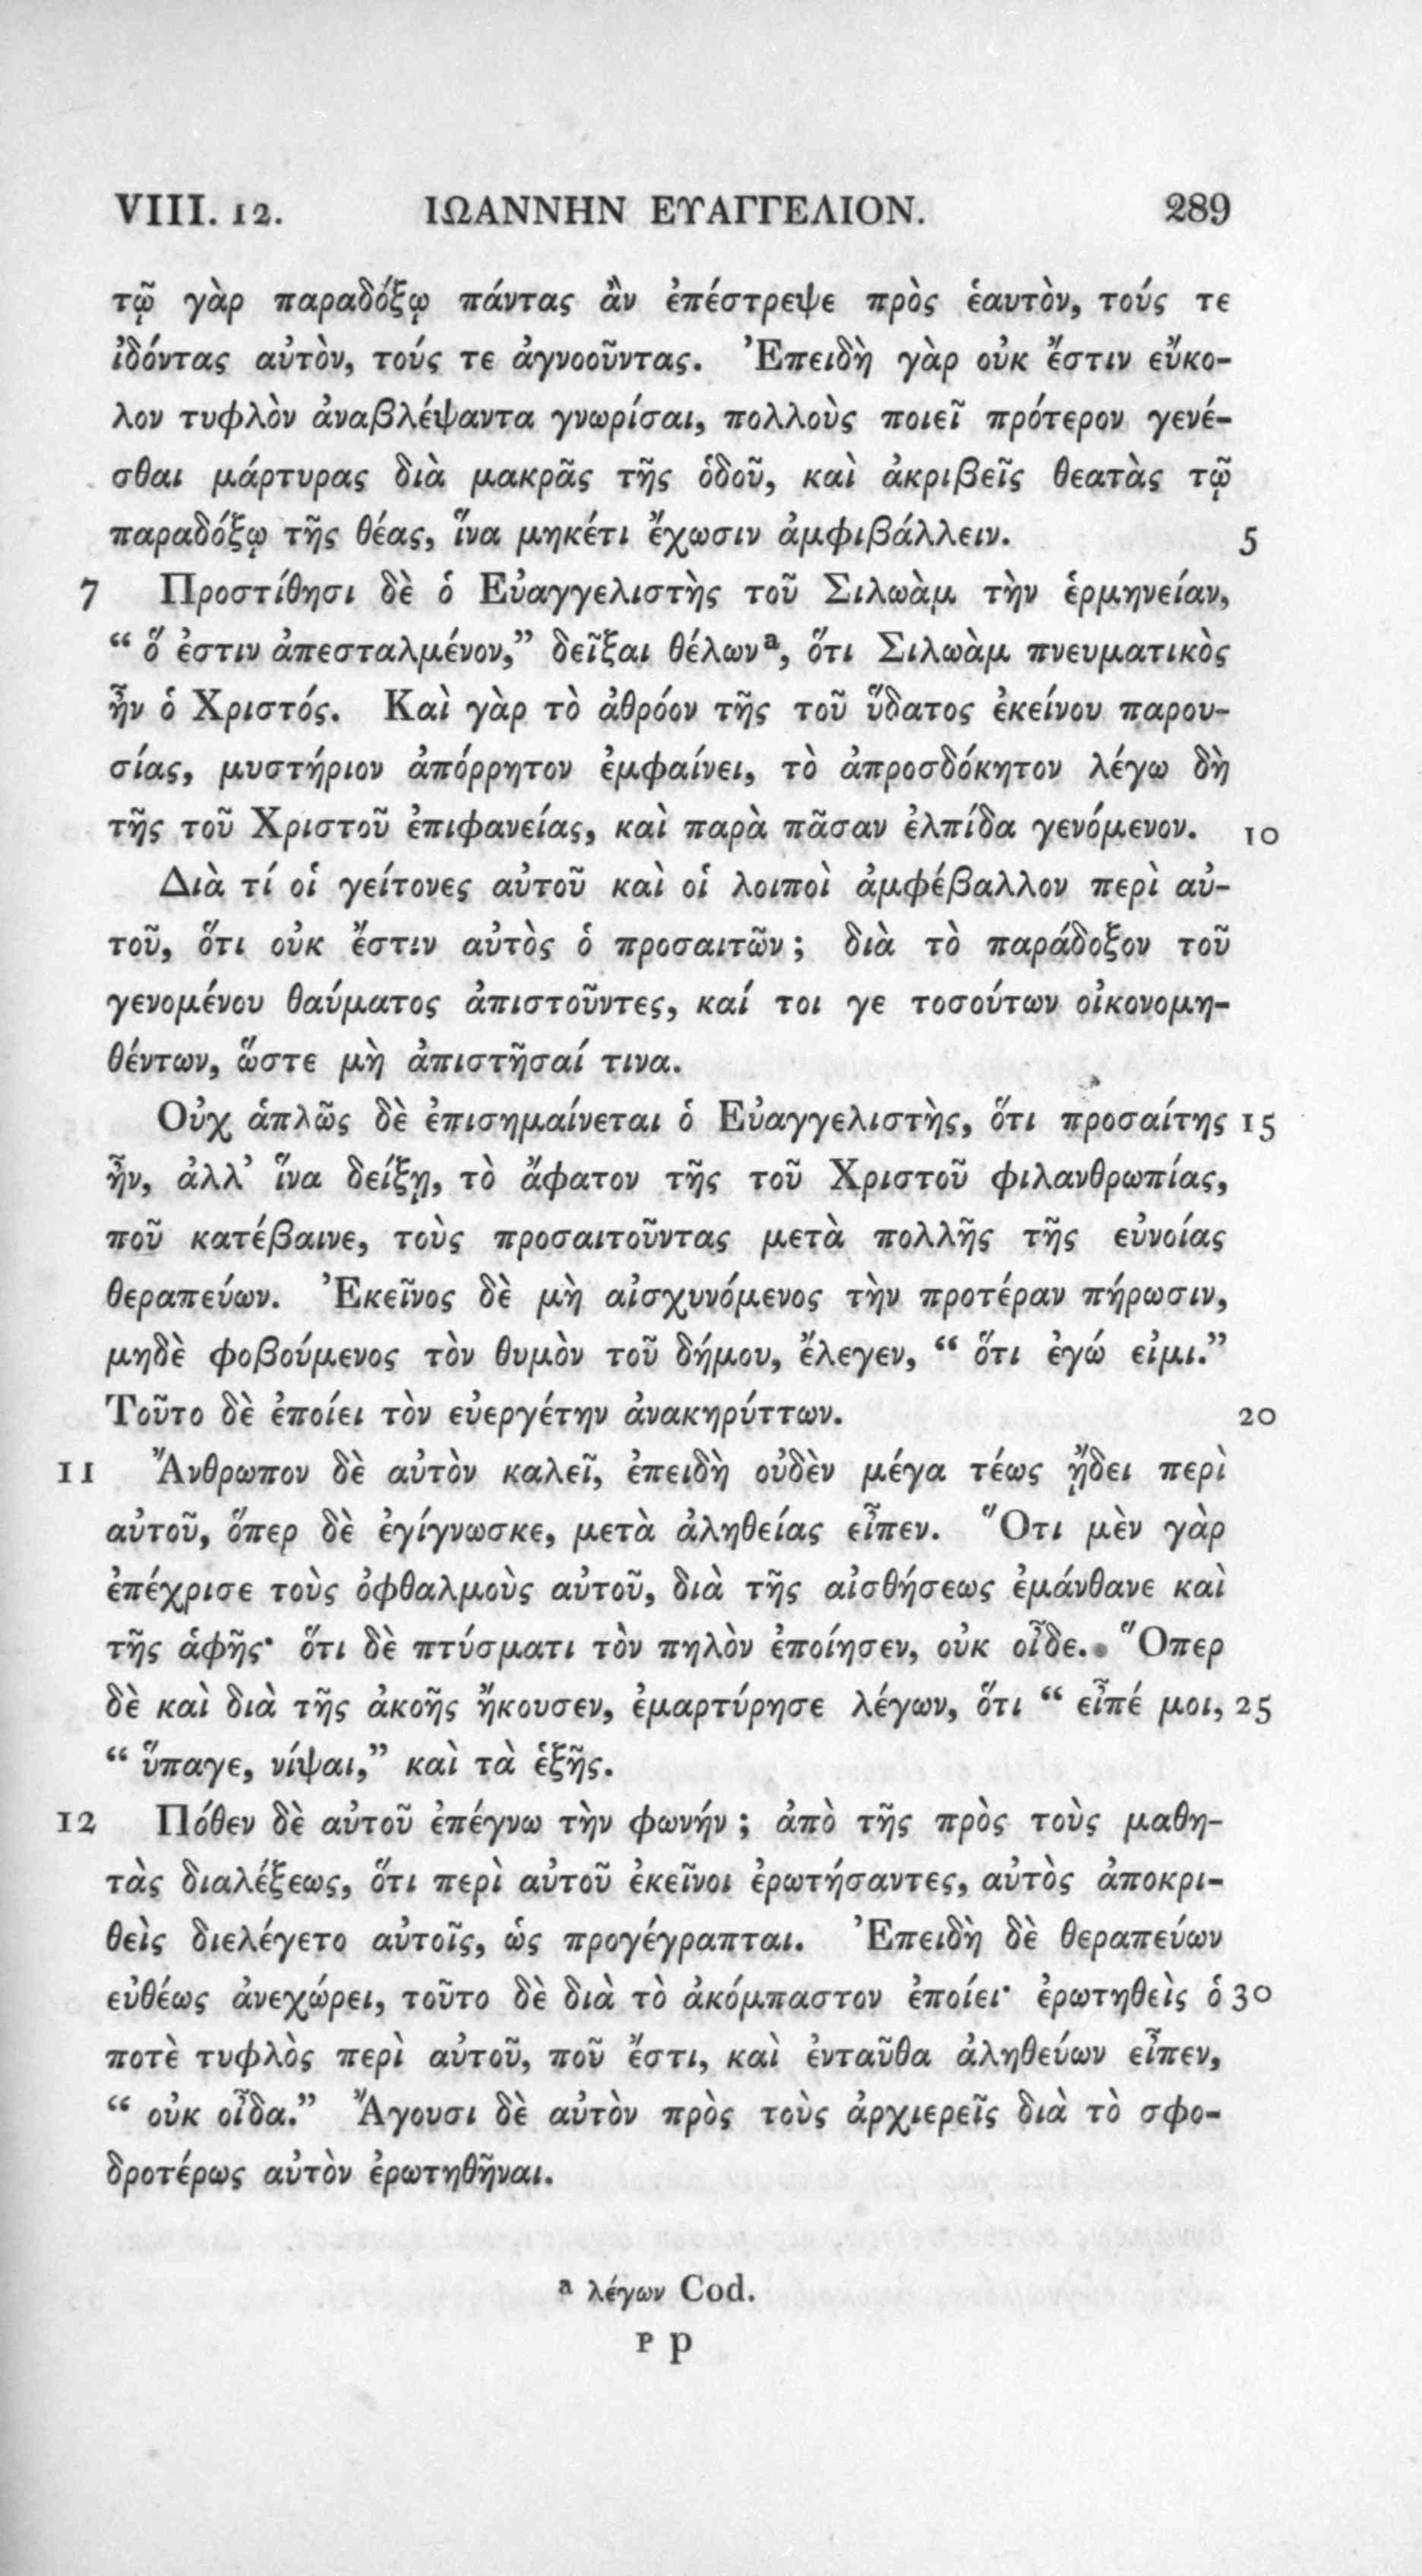 VIII. 12. ΙΩΑΝΝΗΝ ΕΥΑΓΓΕΛΙΟΝ. 289
τῷ γὰρ παραδόξῳ πάντας ἂν ἐπέστρεψε πρὸς ἑαυτὸν, τούς τε
ἰδόντας αὐτὸν, τούς τε ἀγνοοῦντας. Ἐπειδὴ γὰρ οὐκ ἔστιν εὔκο-
λον τυφλὸν ἀναβλέψαντα γνωρίσαι, πολλοὺς ποιεῖ πρότερον γενέ-
σθαι μάρτυρας διὰ μακρᾶς τῆς ὁδοῦ, καὶ ἀκριβεῖς θεατὰς τῷ
παραδόξῳ τῆς θέας, ἵνα μηκέτι ἔχωσιν ἀμφιβάλλειν. 5
7 Προστίθησι δὲ ὁ Εὐαγγελιστὴς τοῦ Σιλωὰμ τὴν ἑρμηνείαν,
“ ὅ ἐστιν ἀπεσταλμένον,” δεῖξαι θέλωνᵃ, ὅτι Σιλωὰμ πνευματικὸς
ἦν ὁ Χριστός. Καὶ γὰρ τὸ ἀθρόον τῆς τοῦ ὕδατος ἐκείνου παρου-
σίας, μυστήριον ἀπόρρητον ἐμφαίνει, τὸ ἀπροσδόκητον λέγω δὴ
τῆς τοῦ Χριστοῦ ἐπιφανείας, καὶ παρὰ πᾶσαν ἐλπίδα γενόμενον. 10
Διὰ τί οἱ γείτονες αὐτοῦ καὶ οἱ λοιποὶ ἀμφέβαλλον περὶ αὐ-
τοῦ, ὅτι οὐκ ἔστιν αὐτὸς ὁ προσαιτῶν ; διὰ τὸ παράδοξον τοῦ
γενομένου θαύματος ἀπιστοῦντες, καί τοι γε τοσούτων οἰκονομη-
θέντων, ὥστε μὴ ἀπιστῆσαί τινα.
Οὐχ ἁπλῶς δὲ ἐπισημαίνεται ὁ Εὐαγγελιστὴς, ὅτι προσαίτης 15
ἦν, ἀλλ’ ἵνα δείξῃ, τὸ ἄφατον τῆς τοῦ Χριστοῦ φιλανθρωπίας,
ποῦ κατέβαινε, τοὺς προσαιτοῦντας μετὰ πολλῆς τῆς εὐνοίας
θεραπεύων. Ἐκεῖνος δὲ μὴ αἰσχυνόμενος τὴν προτέραν πήρωσιν,
μηδὲ φοβούμενος τὸν θυμὸν τοῦ δήμου, ἔλεγεν, “ ὅτι ἐγώ εἰμι.”
Τοῦτο δὲ ἐποίει τὸν εὐεργέτην ἀνακηρύττων. 20
11 Ἄνθρωπον δὲ αὐτὸν καλεῖ, ἐπειδὴ οὐδὲν μέγα τέως ᾔδει περὶ
αὐτοῦ, ὅπερ δὲ ἐγίγνωσκε, μετὰ ἀληθείας εἶπεν. Ὅτι μὲν γὰρ
ἐπέχρισε τοὺς ὀφθαλμοὺς αὐτοῦ, διὰ τῆς αἰσθήσεως ἐμάνθανε καὶ
τῆς ἁφῆς· ὅτι δὲ πτύσματι τὸν πηλὸν ἐποίησεν, οὐκ οἶδε. Ὅπερ
δὲ καὶ διὰ τῆς ἀκοῆς ἤκουσεν, ἐμαρτύρησε λέγων, ὅτι “ εἶπέ μοι, 25
“ ὕπαγε, νίψαι,” καὶ τὰ ἑξῆς.
12 Πόθεν δὲ αὐτοῦ ἐπέγνω τὴν φωνήν ; ἀπὸ τῆς πρὸς τοὺς μαθη-
τὰς διαλέξεως, ὅτι περὶ αὐτοῦ ἐκεῖνοι ἐρωτήσαντες, αὐτὸς ἀποκρι-
θεὶς διελέγετο αὐτοῖς, ὡς προγέγραπται. Ἐπειδὴ δὲ θεραπεύων
εὐθέως ἀνεχώρει, τοῦτο δὲ διὰ τὸ ἀκόμπαστον ἐποίει· ἐρωτηθεὶς ὁ 30
ποτὲ τυφλὸς περὶ αὐτοῦ, ποῦ ἔστι, καὶ ἐνταῦθα ἀληθεύων εἶπεν,
“ οὐκ οἶδα.” Ἄγουσι δὲ αὐτὸν πρὸς τοὺς ἀρχιερεῖς διὰ τὸ σφο-
δροτέρως αὐτὸν ἐρωτηθῆναι.
ᵃ λέγων Cod.
P p